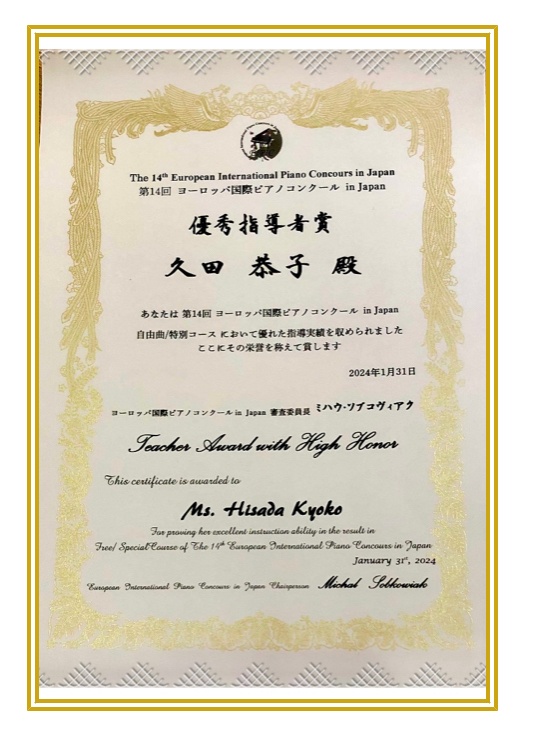 The 14th European International Piano Concours in Japan
第14回 ヨーロッパ国際ピアノコンクール in Japan
優秀指導者賞
久田 恭子 殿
あなたは 第14回 ヨーロッパ国際ピアノコンクール in Japan
自由曲/特別コース において優れた指導実績を収められました
ここにその栄誉を称えて賞します
2024年1月31日
ヨーロッパ国際ピアノコンクール in Japan 審査委員長 ミハウ・ソブコヴィアク
Teacher Award with High Honor
This certificate is awarded to
Ms. Hisada Kyoko
For proving her excellent instruction ability in the result in
Free/ Special Course of The 14th European International Piano Concours in Japan
January 31st, 2024
European International Piano Concours in Japan Chairperson Michał Sobkowiak